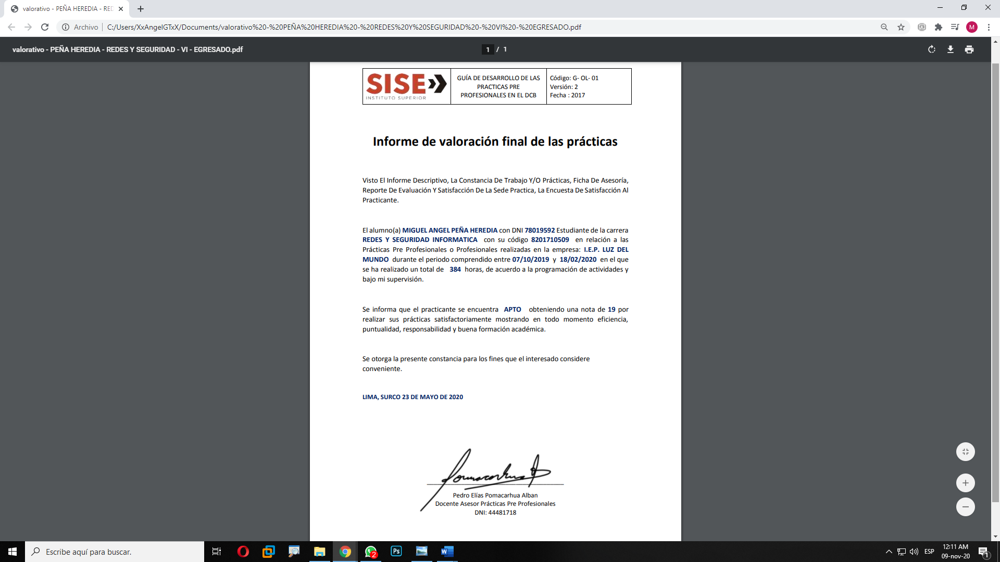 valorativo - PEÑA HEREDIA - RED
Archivo
C:/Users/XxAngelGTxX/Documents/valorativo%20-%20PEÑA%20HEREDIA%20-%20REDES%20Y%20SEGURIDAD%20-%20VI%20-%20EGRESADO.pdf
M
valorativo - PEÑA HEREDIA - REDES Y SEGURIDAD - VI - EGRESADO.pdf
1 / 1
SISE
INSTITUTO SUPERIOR
GUÍA DE DESARROLLO DE LAS
PRACTICAS PRE
PROFESIONALES EN EL DCB
Código: G- OL- 01
Versión: 2
Fecha : 2017
Informe de valoración final de las prácticas
Visto El Informe Descriptivo, La Constancia De Trabajo Y/O Prácticas, Ficha De Asesoría,
Reporte De Evaluación Y Satisfacción De La Sede Practica, La Encuesta De Satisfacción Al
Practicante.
El alumno(a) MIGUEL ANGEL PEÑA HEREDIA con DNI 78019592 Estudiante de la carrera
REDES Y SEGURIDAD INFORMATICA con su código 8201710509 en relación a las
Prácticas Pre Profesionales o Profesionales realizadas en la empresa: I.E.P. LUZ DEL
MUNDO durante el periodo comprendido entre 07/10/2019 y 18/02/2020 en el que
se ha realizado un total de 384 horas, de acuerdo a la programación de actividades y
bajo mi supervisión.
Se informa que el practicante se encuentra APTO obteniendo una nota de 19 por
realizar sus prácticas satisfactoriamente mostrando en todo momento eficiencia,
puntualidad, responsabilidad y buena formación académica.
Se otorga la presente constancia para los fines que el interesado considere
conveniente.
LIMA, SURCO 23 DE MAYO DE 2020
Pedro Elías Pomacarhua Alban
Docente Asesor Prácticas Pre Profesionales
DNI: 44481718
Escribe aquí para buscar.
2
Ps
W
ESP
12:11 AM
09-nov-20
1